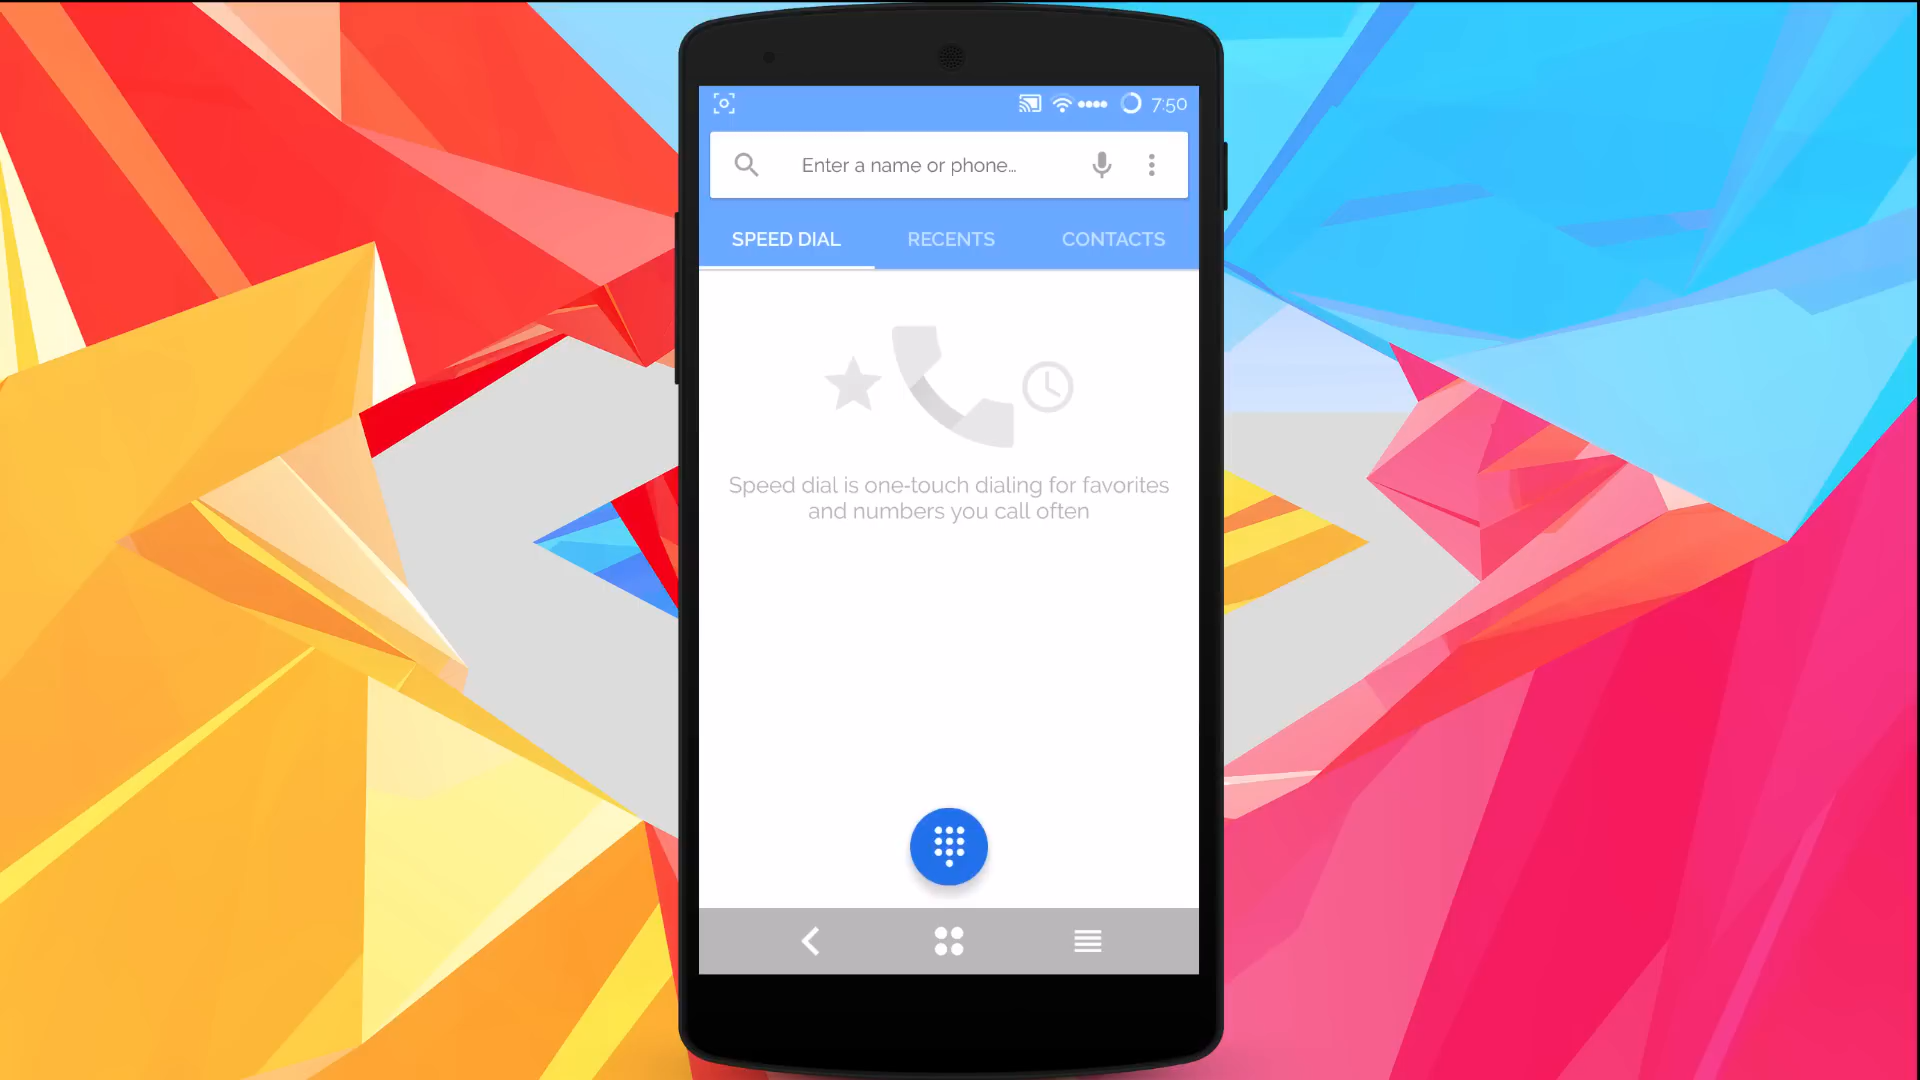 7:50
Enter a name or phone...
SPEED DIAL RECENTS CONTACTS
Speed dial is one-touch dialing for favorites
and numbers you call often